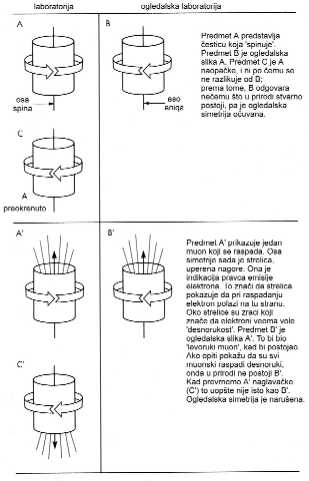 laboratorija
ogledalska laboratorija
A
B
osa
spina
osa
spina
Predmet A predstavlja
česticu koja 'spinuje'.
Predmet B je ogledalska
slika A. Predmet C je A
naopačke, i ni po čemu se
ne razlikuje od B;
prema tome, B odgovara
nečemu što u prirodi stvarno
postoji, pa je ogledalska
simetrija očuvana.
C
A
preokrenuto
A'
B'
Predmet A' prikazuje jedan
muon koji se raspada. Osa
simetrije sada je strelica,
uperena nagore. Ona je
indikacija pravca emisije
elektrona. To znači da strelica
pokazuje da pri raspadanju
elektron polazi na tu stranu.
Oko strelice su zraci koji
znače da elektroni veoma vole
'desnorukost'. Predmet B' je
ogledalska slika A'. To bi bio
'levoruki muon', kad bi postojao.
Ako opiti pokažu da su svi
muonski raspadi desnoruki,
onda u prirodi ne postoji B'.
Kad prevrnemo A' naglavačke
(C') to uopšte nije isto kao B'.
Ogledalska simetrija je narušena.
C'